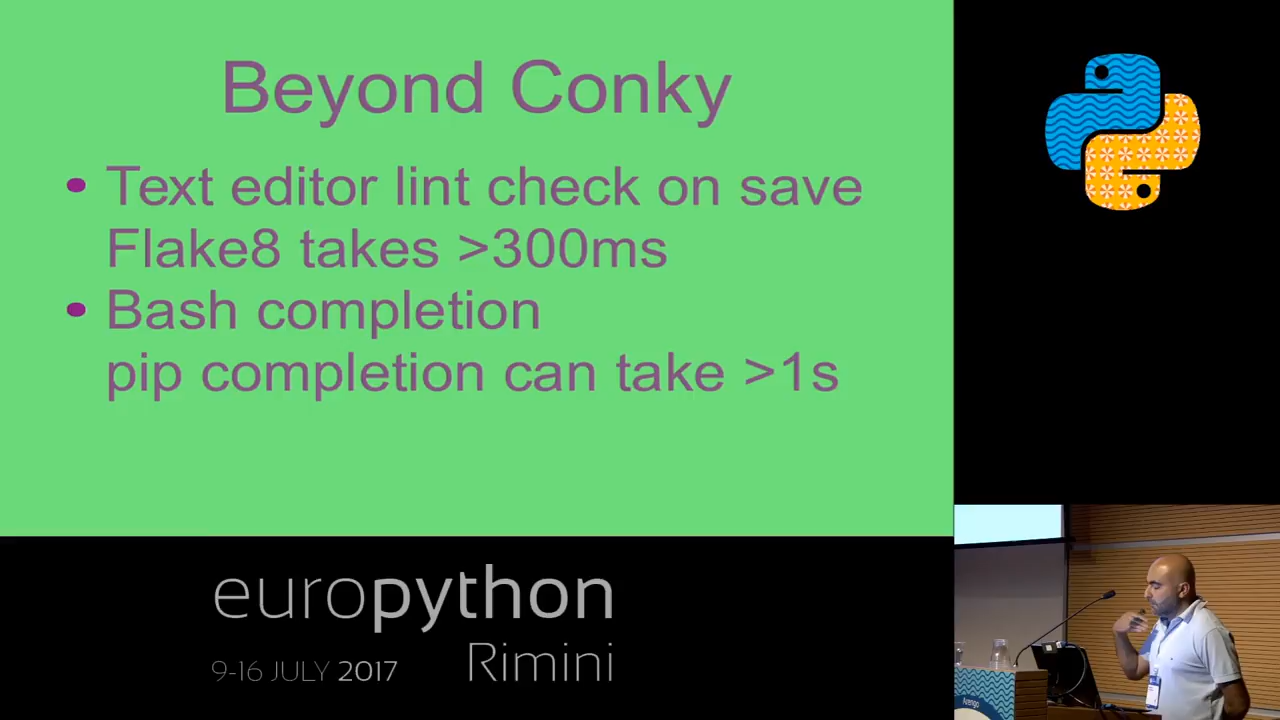 Beyond Conky
Text editor lint check on save
Flake8 takes >300ms
Bash completion
pip completion can take >1s
europython
9-16 JULY 2017
Rimini
Arengo